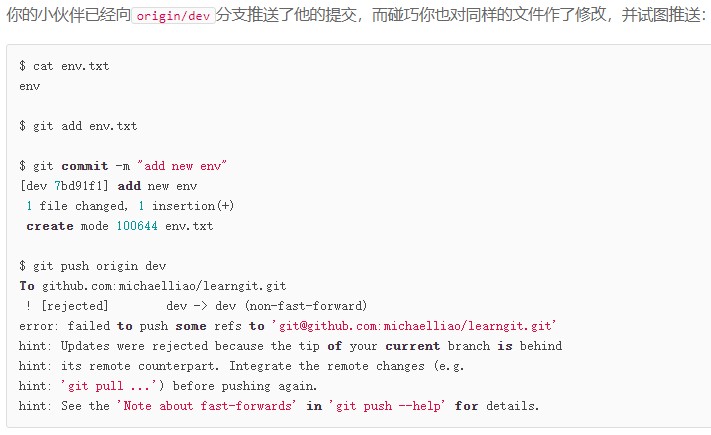 你的小伙伴已经向origin/dev分支推送了他的提交，而碰巧你也对同样的文件作了修改，并试图推送：
$ cat env.txt
env
$ git add env.txt
$ git commit -m "add new env"
[dev 7bd91f1] add new env
 1 file changed, 1 insertion(+)
 create mode 100644 env.txt
$ git push origin dev
To github.com:michaelliao/learngit.git
 ! [rejected]        dev -> dev (non-fast-forward)
error: failed to push some refs to 'git@github.com:michaelliao/learngit.git'
hint: Updates were rejected because the tip of your current branch is behind
hint: its remote counterpart. Integrate the remote changes (e.g.
hint: 'git pull ...') before pushing again.
hint: See the 'Note about fast-forwards' in 'git push --help' for details.